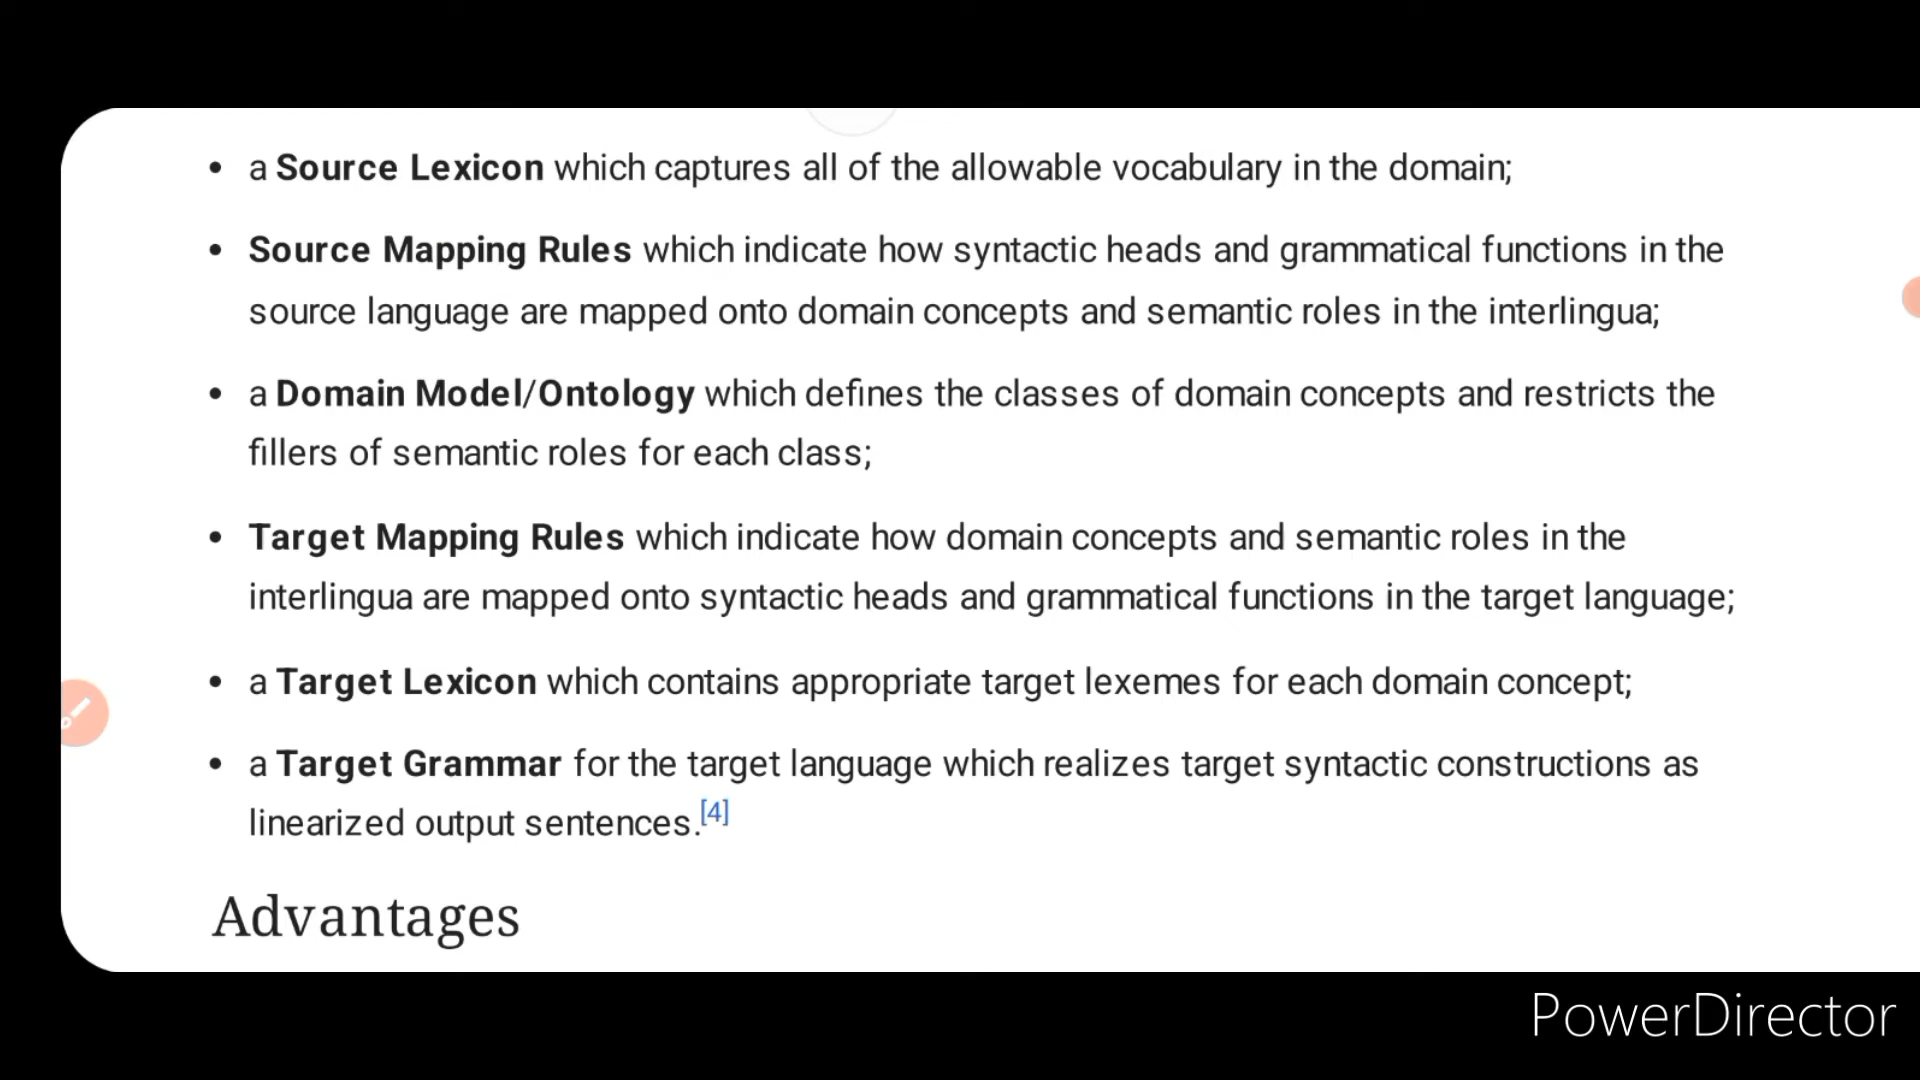 • a Source Lexicon which captures all of the allowable vocabulary in the domain;
• Source Mapping Rules which indicate how syntactic heads and grammatical functions in the
source language are mapped onto domain concepts and semantic roles in the interlingua;
• a Domain Model/Ontology which defines the classes of domain concepts and restricts the
fillers of semantic roles for each class;
• Target Mapping Rules which indicate how domain concepts and semantic roles in the
interlingua are mapped onto syntactic heads and grammatical functions in the target language;
• a Target Lexicon which contains appropriate target lexemes for each domain concept;
• a Target Grammar for the target language which realizes target syntactic constructions as
linearized output sentences.[4]
Advantages
PowerDirector